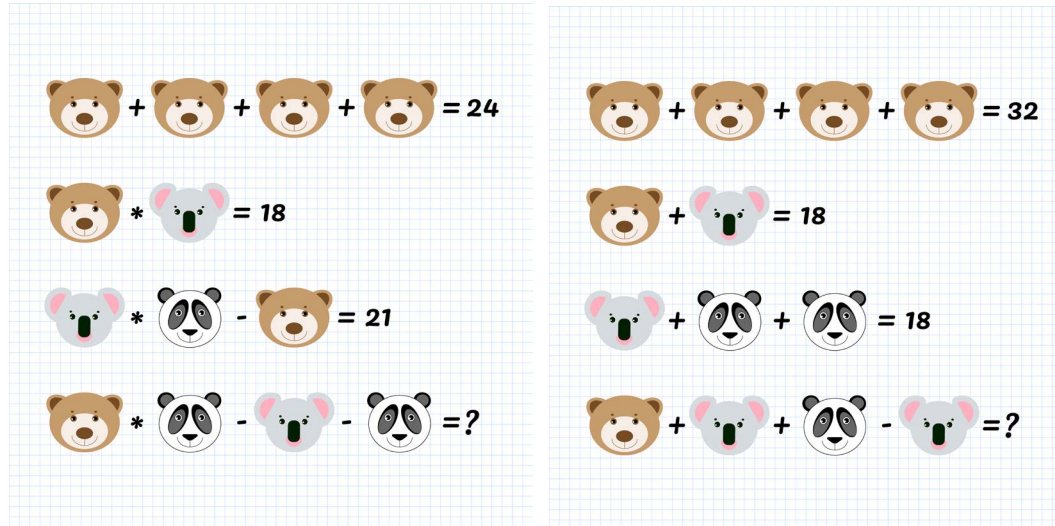 + + + = 24
* = 18
* - = 21
* - - =?
+ + + = 32
+ = 18
+ + = 18
+ + - =?